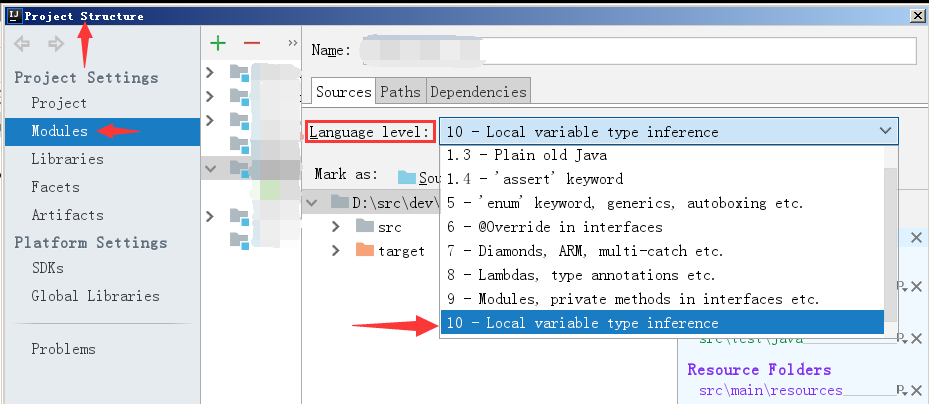 Project Structure
Project Settings
Project
Modules
Libraries
Facets
Artifacts
Platform Settings
SDKs
Global Libraries
Problems
Name:
Sources Paths Dependencies
Language level: 10 - Local variable type inference
1.3 - Plain old Java
1.4 - 'assert' keyword
5 - 'enum' keyword, generics, autoboxing etc.
6 - @Override in interfaces
7 - Diamonds, ARM, multi-catch etc.
8 - Lambdas, type annotations etc.
9 - Modules, private methods in interfaces etc.
10 - Local variable type inference
Mark as: Sou
D:\src\dev\
src
target
src\test\java
Resource Folders
src\main\resources